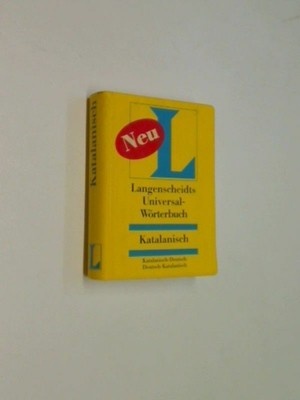 Katalanisch
L
Neu
L
Langenscheidts
Universal-
Wörterbuch
Katalanisch
Katalanisch-Deutsch
Deutsch-Katalanisch